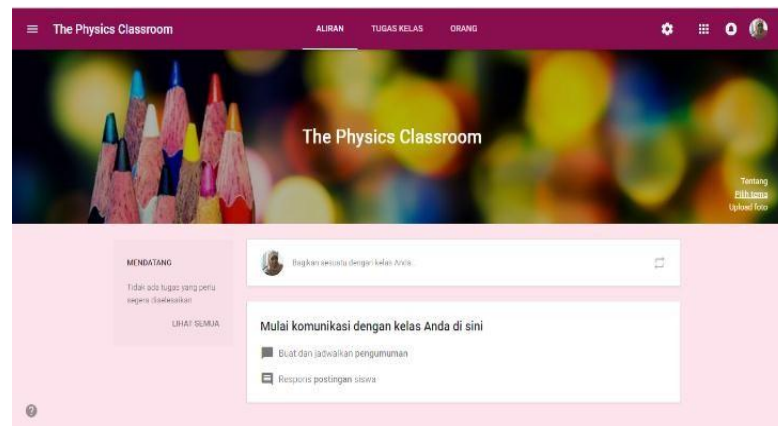 The Physics Classroom
ALIRAN
TUGAS KELAS
ORANG
The Physics Classroom
Tentang
Pilih tema
Upload foto
MENDATANG
Tidak ada tugas yang perlu
segera diselesaikan
LIHAT SEMUA
Bagikan sesuatu dengan kelas Anda...
Mulai komunikasi dengan kelas Anda di sini
Buat dan jadwalkan pengumuman
Respons postingan siswa